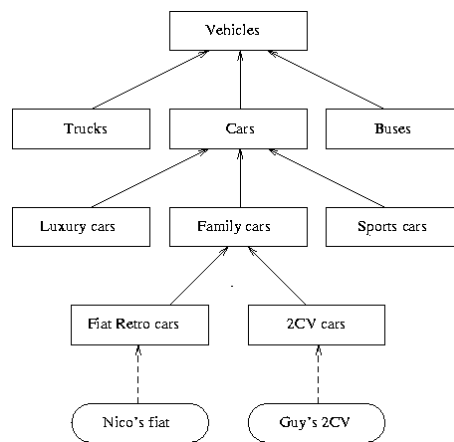 Vehicles
Trucks
Cars
Buses
Luxury cars
Family cars
Sports cars
Fiat Retro cars
2CV cars
Nico's fiat
Guy's 2CV